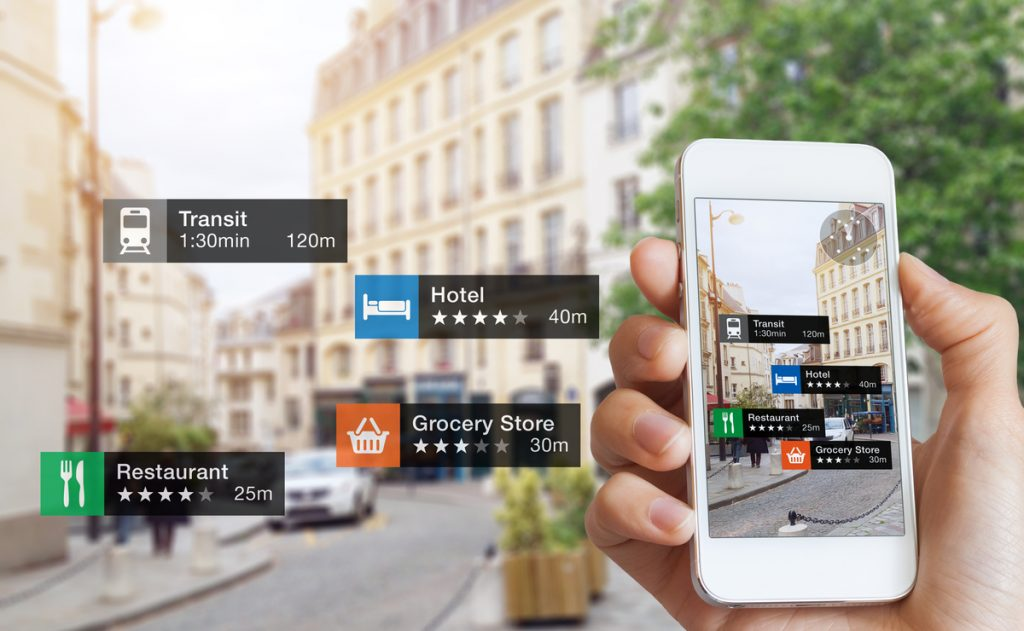 Transit
1:30min 120m
Hotel
40m
Grocery Store
30m
Restaurant
25m
Transit
1:30min 120m
Hotel
40m
Restaurant
25m
Grocery Store
30m